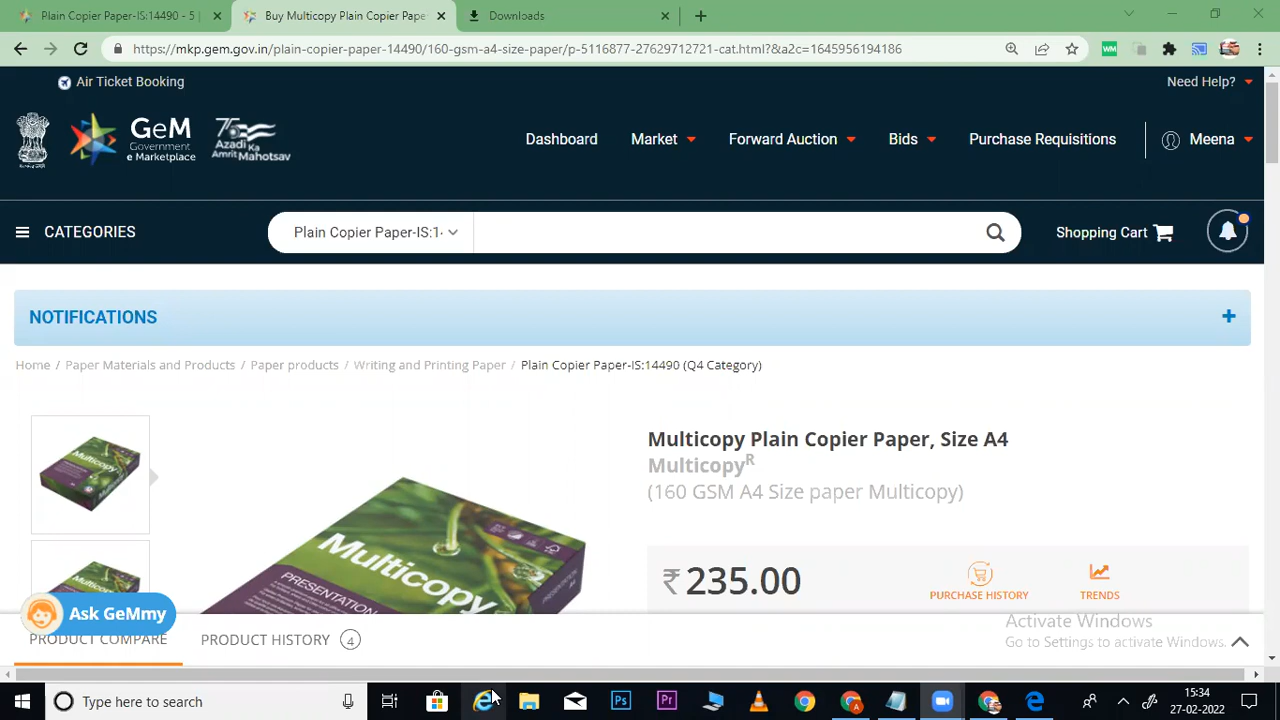 Plain Copier Paper-IS:14490 - 5
Buy Multicopy Plain Copier Pape
Downloads
https://mkp.gem.gov.in/plain-copier-paper-14490/160-gsm-a4-size-paper/p-5116877-27629712721-cat.html?&a2c=1645956194186
Air Ticket Booking
Need Help?
GeM
Government
e Marketplace
75
Azadi Ka
Amrit Mahotsav
Dashboard
Market
Forward Auction
Bids
Purchase Requisitions
Meena
CATEGORIES
Plain Copier Paper-IS:1
Shopping Cart
NOTIFICATIONS
Home / Paper Materials and Products / Paper products / Writing and Printing Paper / Plain Copier Paper-IS:14490 (Q4 Category)
Multicopy Plain Copier Paper, Size A4
MulticopyR
(160 GSM A4 Size paper Multicopy)
Multicopy
Multicopy
Multicopy
PRESENTATION
₹235.00
PURCHASE HISTORY
TRENDS
Activate Windows
Go to Settings to activate Windows.
Ask GeMmy
PRODUCT COMPARE
PRODUCT HISTORY 4
Type here to search
Ps
Pr
15:34
27-02-2022